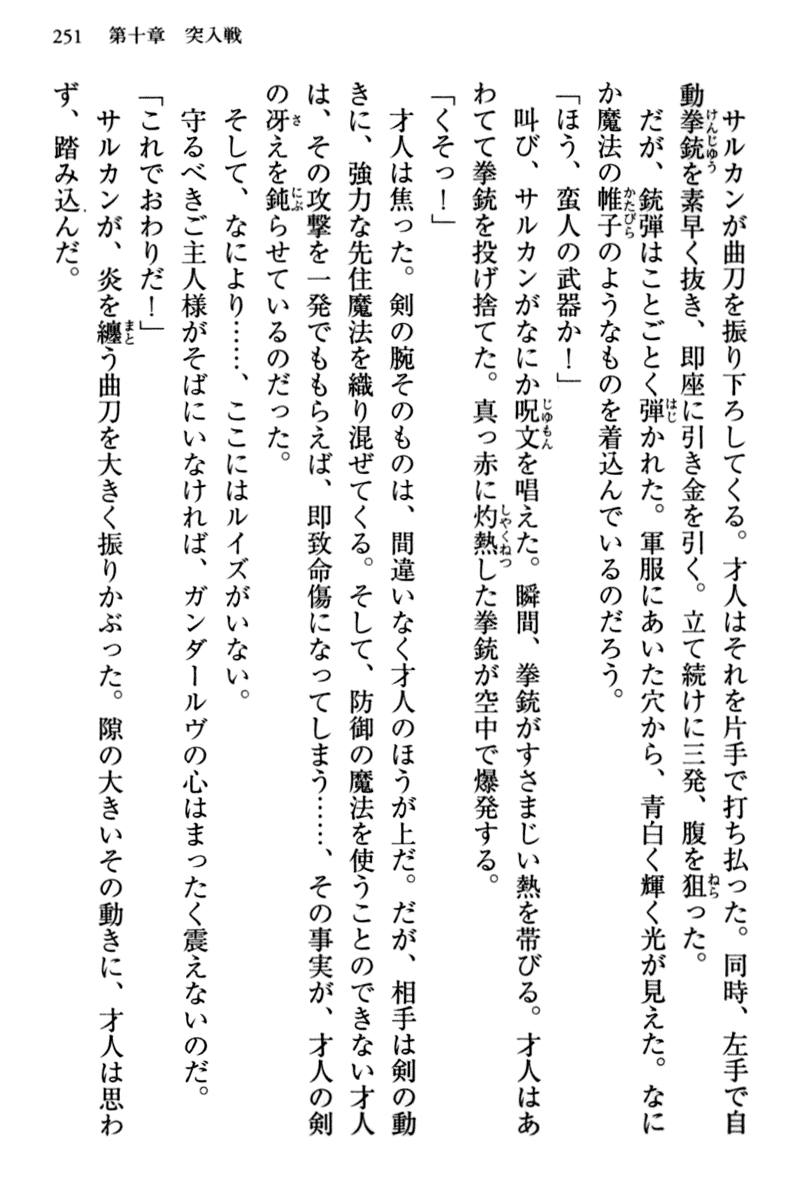 251　第十章　突入戦
　サルカンが曲刀を振り下ろしてくる。才人はそれを片手で打ち払った。同時、左手で自
動拳銃を素早く抜き、即座に引き金を引く。立て続けに三発、腹を狙った。
　だが、銃弾はことごとく弾かれた。軍服にあいた穴から、青白く輝く光が見えた。なに
か魔法の帷子のようなものを着込んでいるのだろう。
「ほう、蛮人の武器か！」
　叫び、サルカンがなにか呪文を唱えた。瞬間、拳銃がすさまじい熱を帯びる。才人はあ
わてて拳銃を投げ捨てた。真っ赤に灼熱した拳銃が空中で爆発する。
「くそっ！」
　才人は焦った。剣の腕そのものは、間違いなく才人のほうが上だ。だが、相手は剣の動
きに、強力な先住魔法を織り混ぜてくる。そして、防御の魔法を使うことのできない才人
は、その攻撃を一発でももらえば、即致命傷になってしまう……、その事実が、才人の剣
の冴えを鈍らせているのだった。
　そして、なにより……、ここにはルイズがいない。
　守るべきご主人様がそばにいなければ、ガンダールヴの心はまったく震えないのだ。
「これでおわりだ！」
　サルカンが、炎を纏う曲刀を大きく振りかぶった。隙の大きいその動きに、才人は思わ
ず、踏み込んだ。